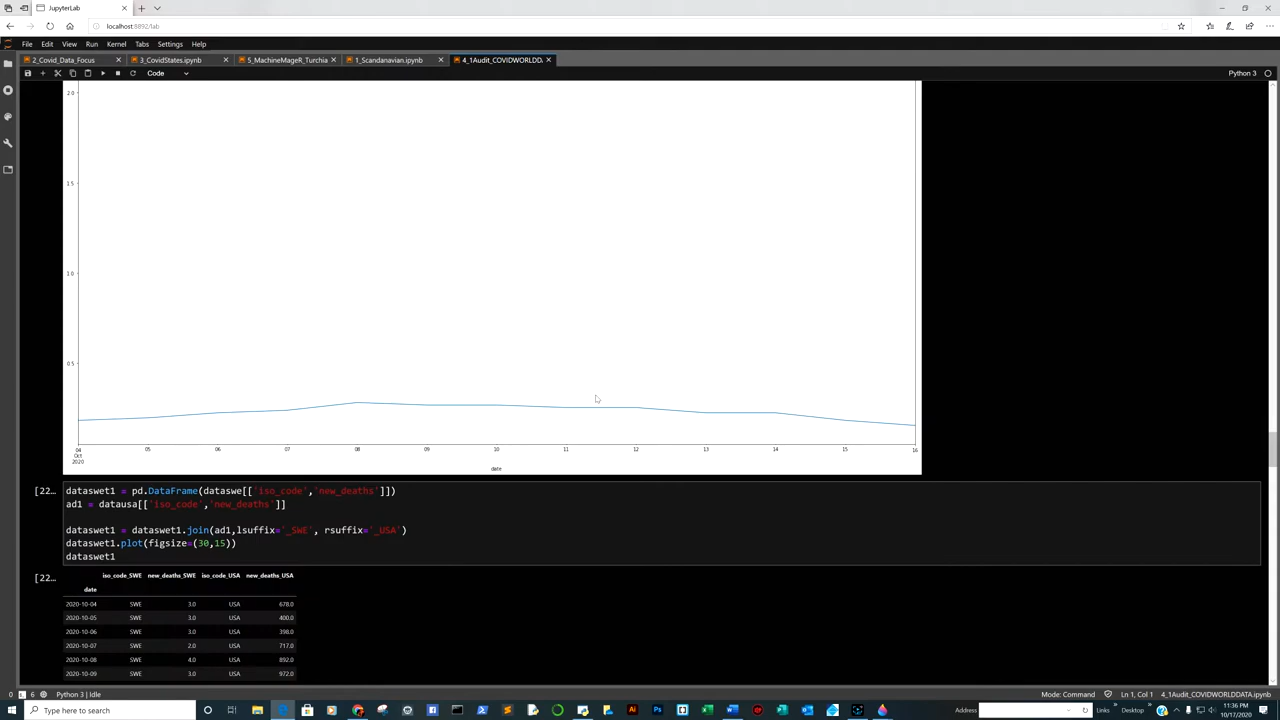 JupyterLab
localhost:8892/lab
File Edit View Run Kernel Tabs Settings Help
2_Covid_Data_Focus 3_CovidStates.ipynb 5_MachineMageR_Turchia 1_Scandanavian.ipynb 4_1Audit_COVIDWORLDD
Code Python 3
2.0
1.5
1.0
0.5
04 05 06 07 08 09 10 11 12 13 14 15 16
Oct
2020
date
[22... dataswet1 = pd.DataFrame(dataswe[['iso_code','new_deaths']])
ad1 = datausa[['iso_code','new_deaths']]
dataswet1 = dataswet1.join(ad1,lsuffix='_SWE', rsuffix='_USA')
dataswet1.plot(figsize=(30,15))
dataswet1
[22... iso_code_SWE new_deaths_SWE iso_code_USA new_deaths_USA
date
2020-10-04 SWE 3.0 USA 678.0
2020-10-05 SWE 3.0 USA 400.0
2020-10-06 SWE 3.0 USA 398.0
2020-10-07 SWE 2.0 USA 717.0
2020-10-08 SWE 4.0 USA 892.0
2020-10-09 SWE 3.0 USA 972.0
0 6 Python 3 | Idle Mode: Command Ln 1, Col 1 4_1Audit_COVIDWORLDDATA.ipynb
Type here to search Address Links Desktop 11:36 PM
10/17/2020